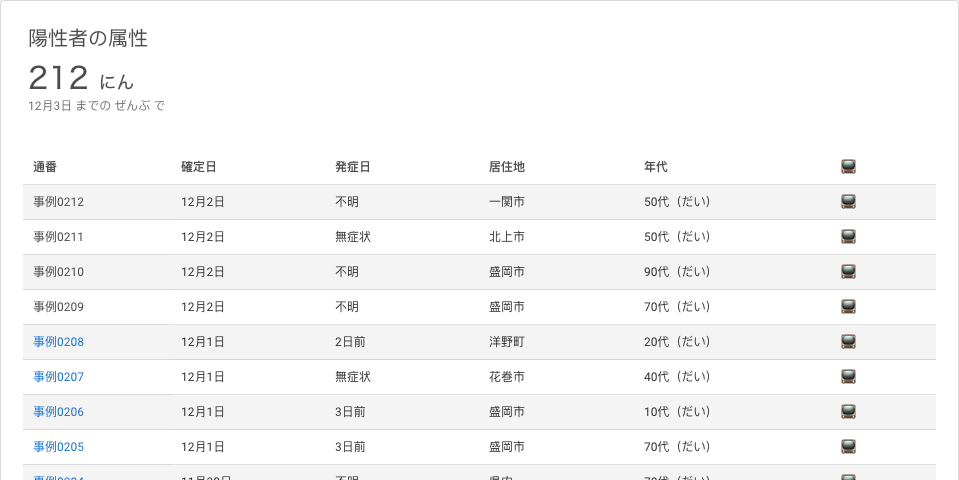 陽性者の属性
212 にん
12月3日 までの ぜんぶ で
通番 確定日 発症日 居住地 年代
事例0212 12月2日 不明 一関市 50代（だい）
事例0211 12月2日 無症状 北上市 50代（だい）
事例0210 12月2日 不明 盛岡市 90代（だい）
事例0209 12月2日 不明 盛岡市 70代（だい）
事例0208 12月1日 2日前 洋野町 20代（だい）
事例0207 12月1日 無症状 花巻市 40代（だい）
事例0206 12月1日 3日前 盛岡市 10代（だい）
事例0205 12月1日 3日前 盛岡市 70代（だい）